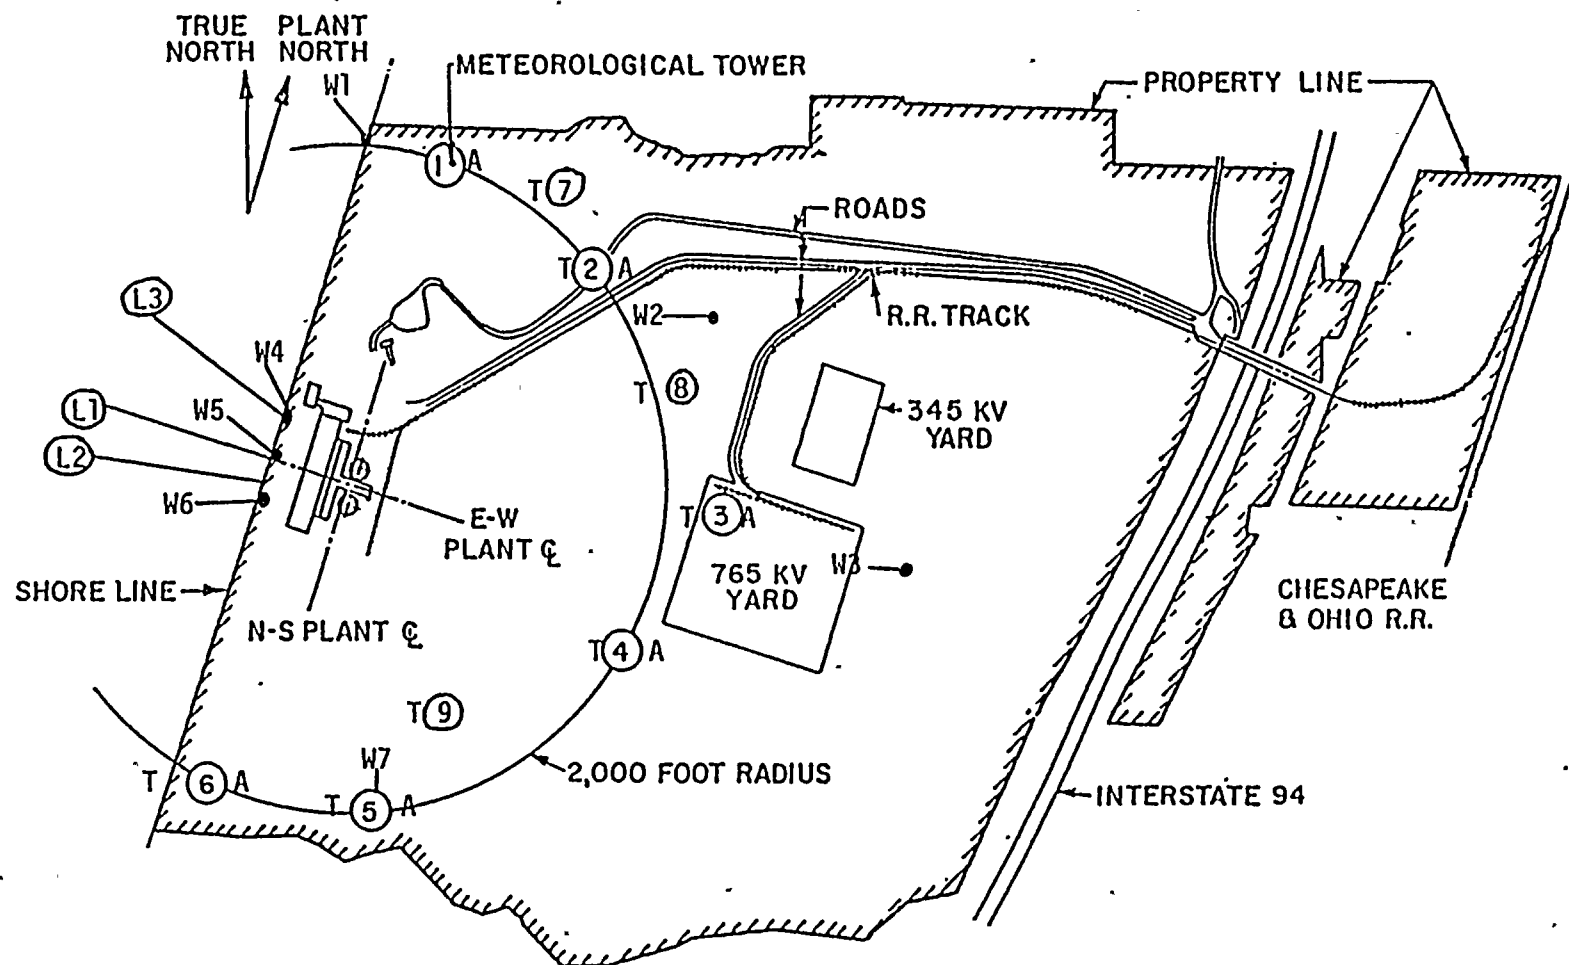 TRUE PLANT
NORTH NORTH
W1
METEOROLOGICAL TOWER
PROPERTY LINE
1 A
T 7
ROADS
T 2 A
L3
W2
R.R. TRACK
W4
T 8
L1
W5
345 KV
YARD
L2
W6
T 3 A
E-W
PLANT ℄
765 KV
YARD
W3
SHORE LINE
CHESAPEAKE
& OHIO R.R.
N-S PLANT ℄
T 4 A
T 9
W7
2,000 FOOT RADIUS
T 6 A
T 5 A
INTERSTATE 94